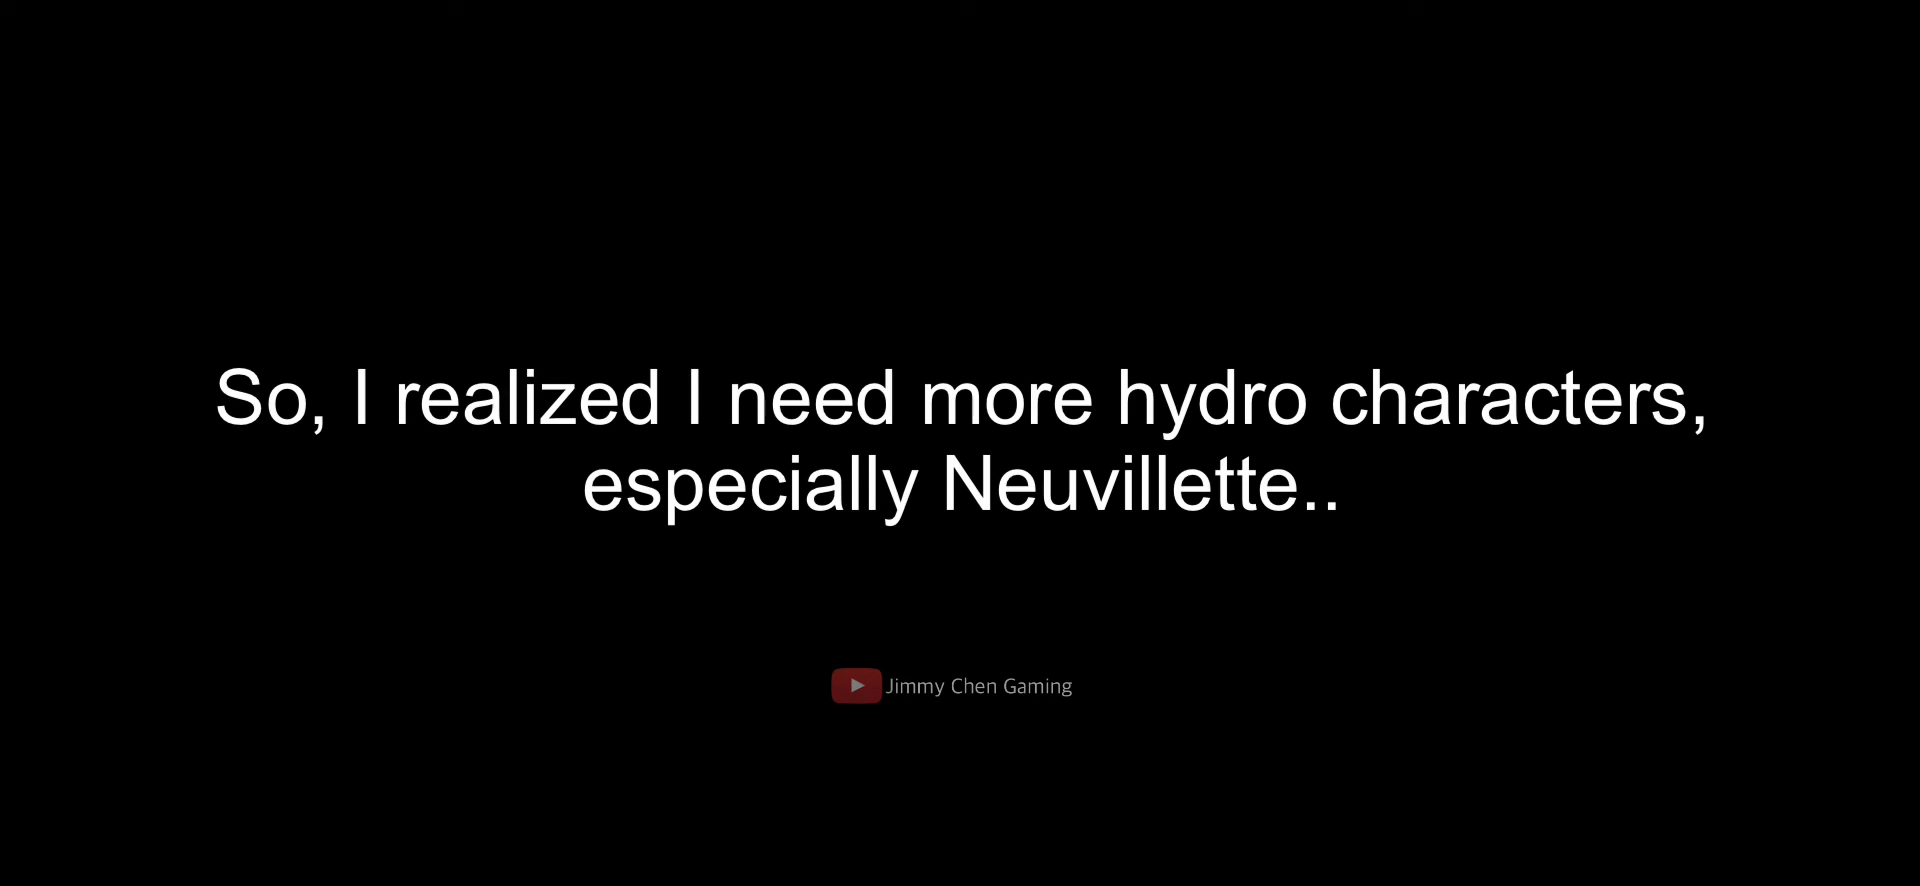 So, I realized I need more hydro characters,
especially Neuvillette..
Jimmy Chen Gaming